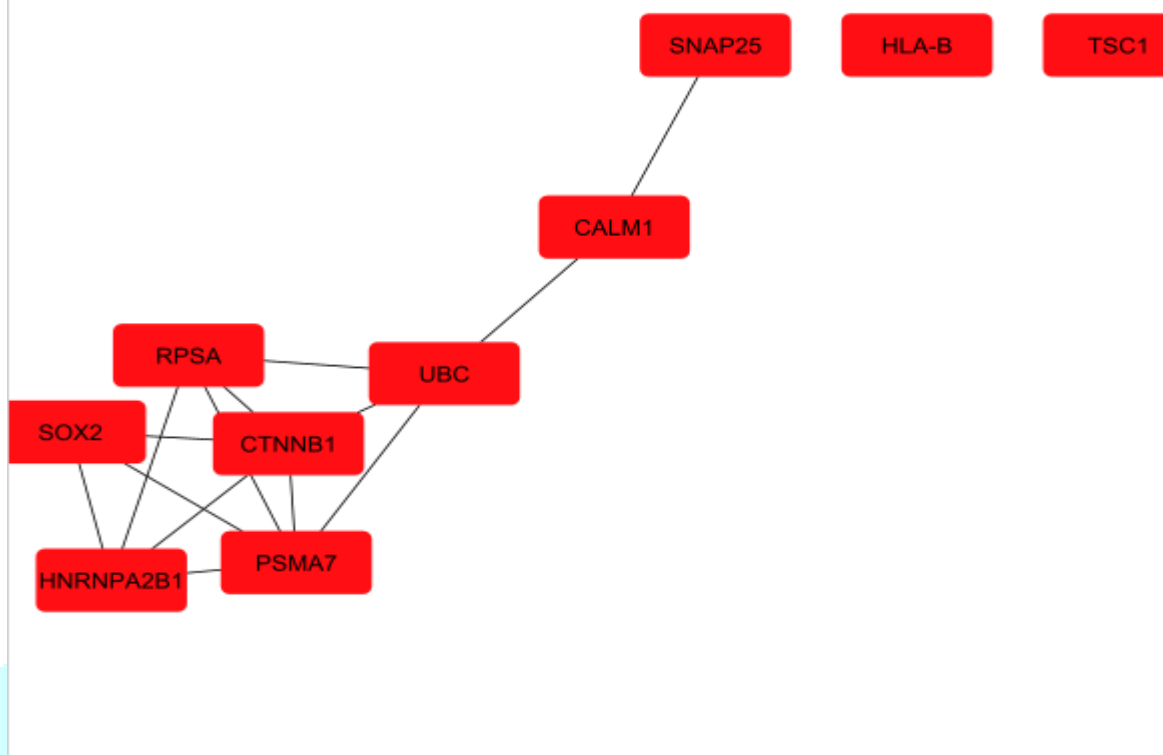 SNAP25
HLA-B
TSC1
CALM1
RPSA
UBC
SOX2
CTNNB1
PSMA7
HNRNPA2B1